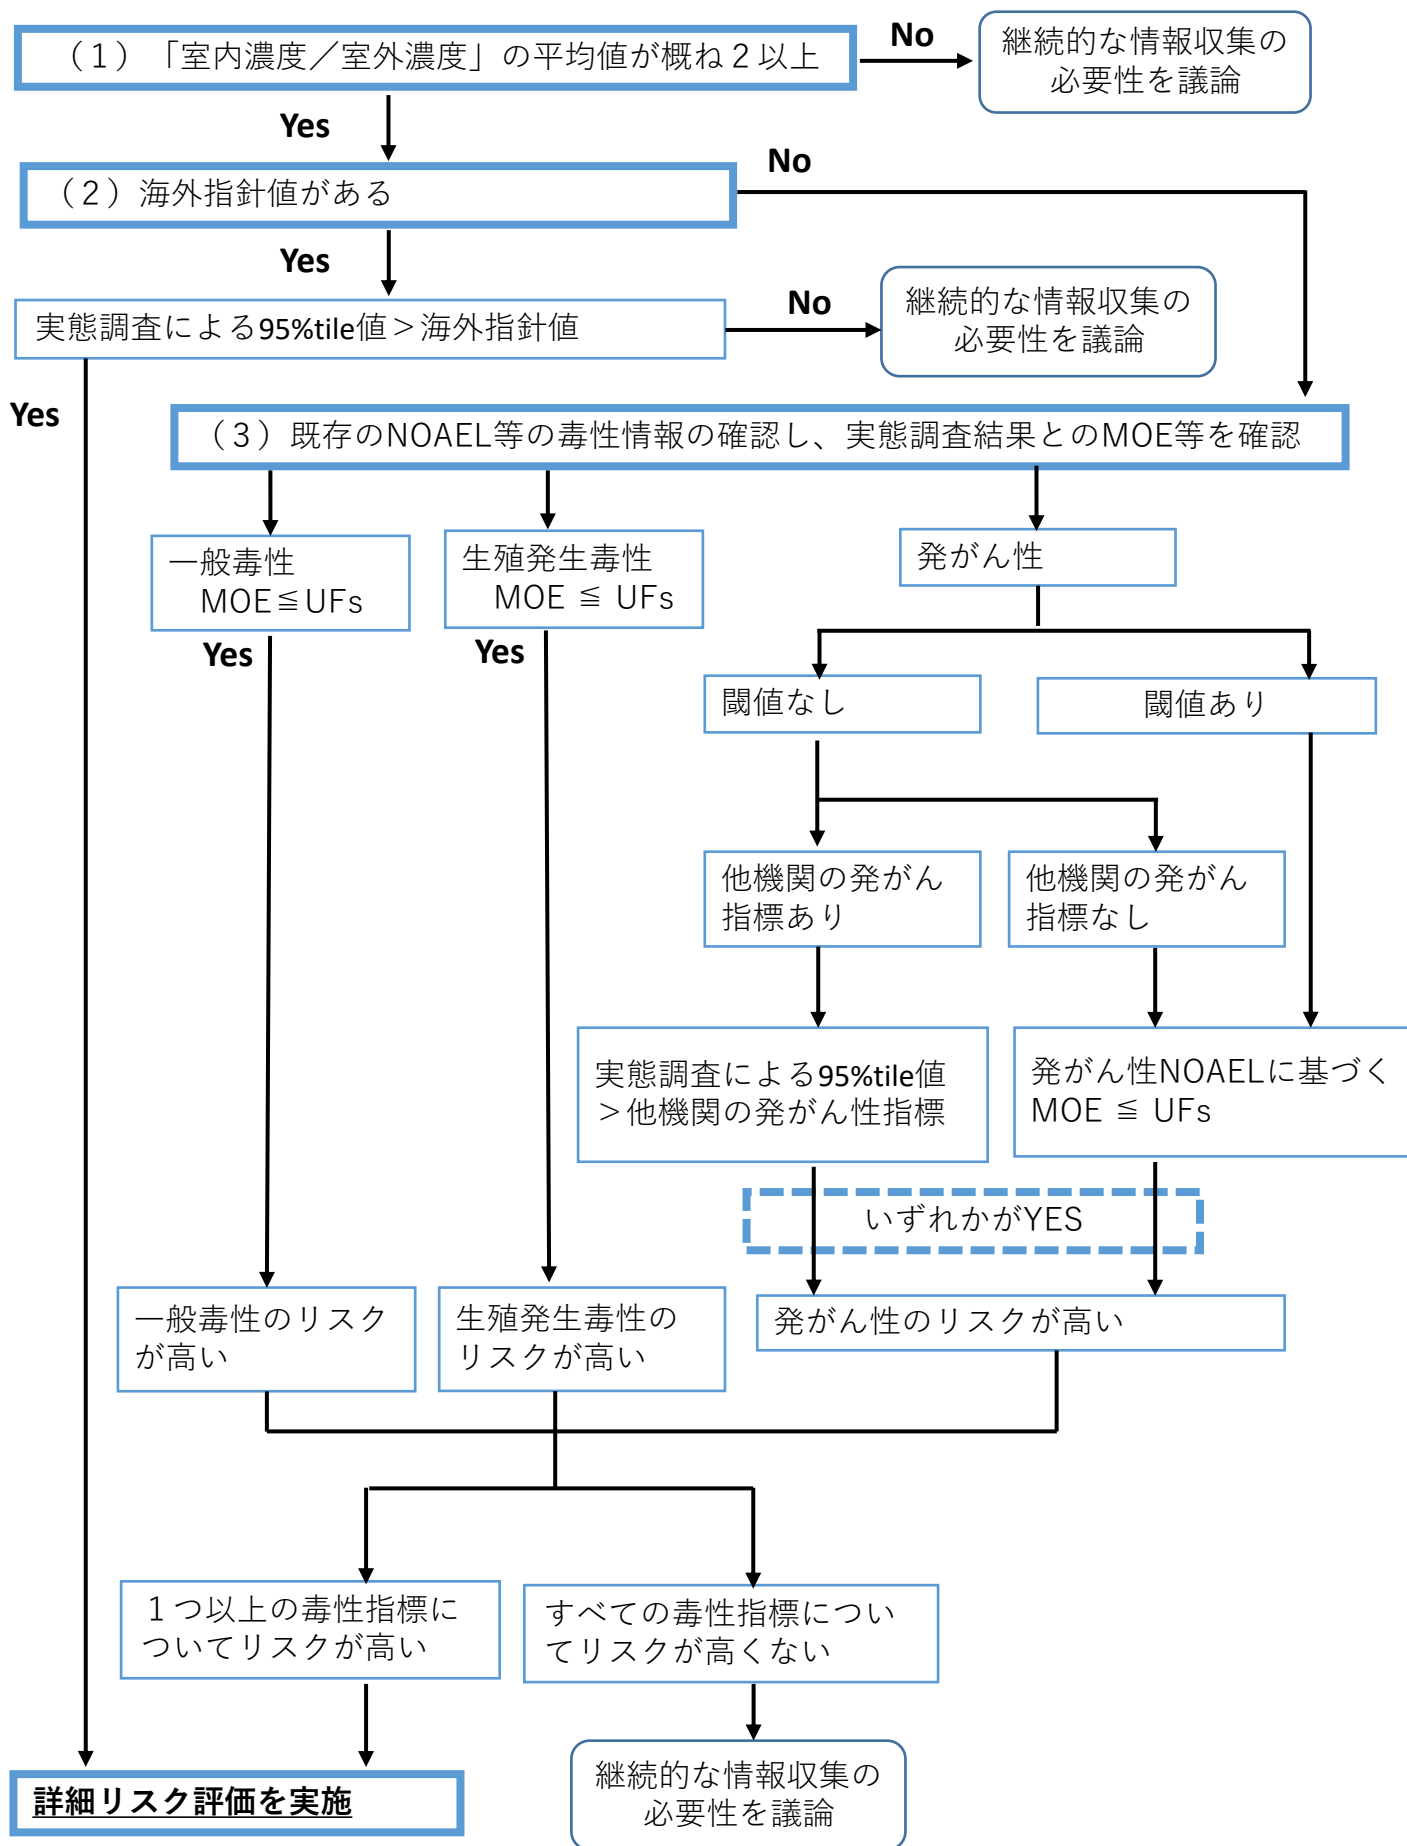 （１）「室内濃度／室外濃度」の平均値が概ね２以上
No
継続的な情報収集の
必要性を議論
Yes
（２）海外指針値がある
No
Yes
実態調査による95%tile値＞海外指針値
No
継続的な情報収集の
必要性を議論
Yes
（３）既存のNOAEL等の毒性情報の確認し、実態調査結果とのMOE等を確認
一般毒性
MOE≦UFs
生殖発生毒性
MOE ≦ UFs
発がん性
Yes
Yes
閾値なし
閾値あり
他機関の発がん
指標あり
他機関の発がん
指標なし
実態調査による95%tile値
＞他機関の発がん性指標
発がん性NOAELに基づく
MOE ≦ UFs
いずれかがYES
一般毒性のリスク
が高い
生殖発生毒性の
リスクが高い
発がん性のリスクが高い
１つ以上の毒性指標に
ついてリスクが高い
すべての毒性指標につい
てリスクが高くない
詳細リスク評価を実施
継続的な情報収集の
必要性を議論